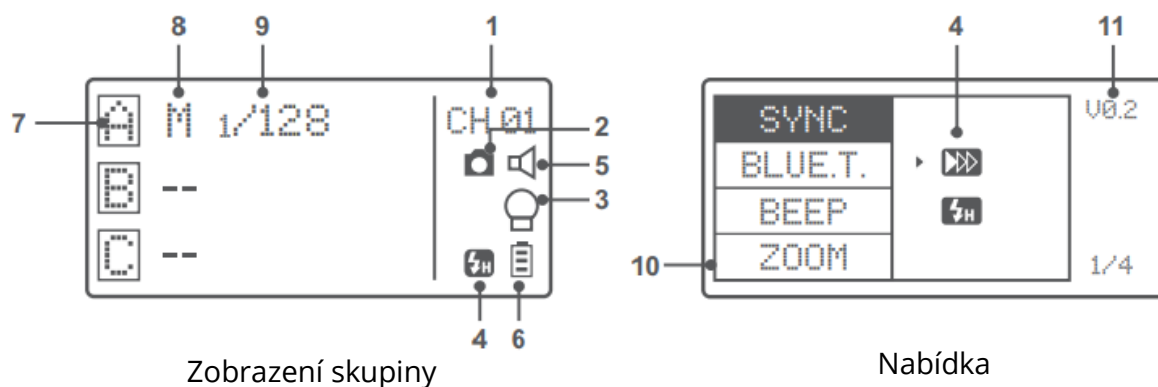 8 9 1 4 11
7 A M 1/128 CH 01 SYNC V0.2
2
BLUE.T.
5
B -- BEEP H
3
10 ZOOM 1/4
C -- H
4 6
Zobrazení skupiny Nabídka